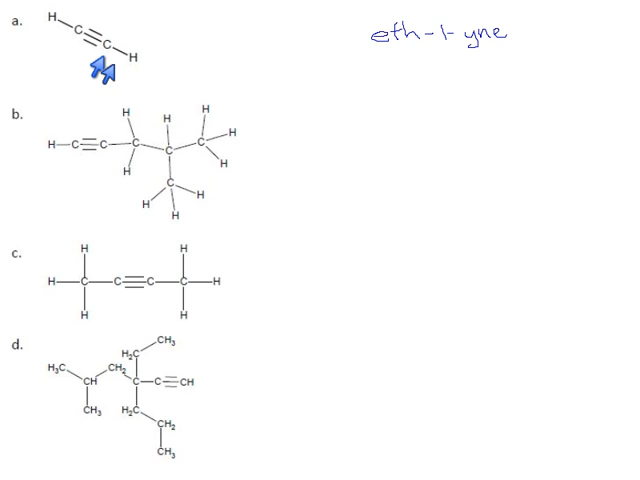 a.
H
C≡C
H
eth-1-yne
b.
H H H
H
H—C≡C—C C C
H H
C H
H H
c.
H H
H—C—C≡C—C—H
H H
d.
CH₃
H₂C
H₃C CH₂
CH C—C≡CH
CH₃ H₂C
CH₂
CH₃